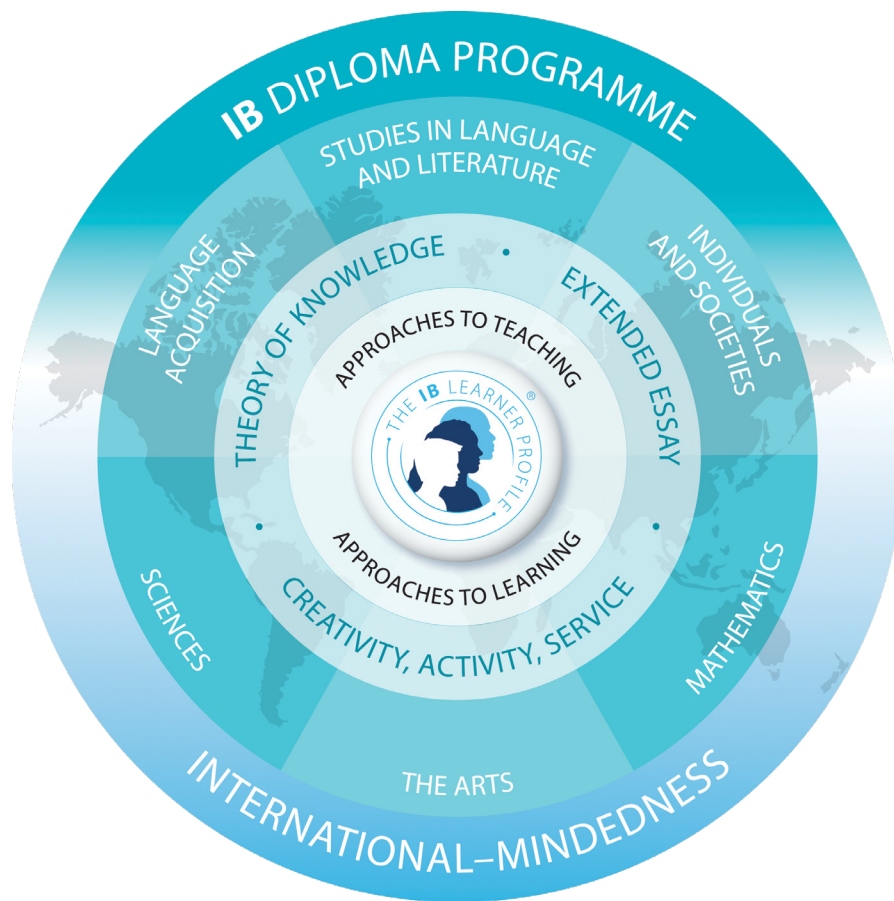 IB DIPLOMA PROGRAMME
STUDIES IN LANGUAGE
AND LITERATURE
LANGUAGE
ACQUISITION
INDIVIDUALS
AND SOCIETIES
THEORY OF KNOWLEDGE
•
EXTENDED ESSAY
APPROACHES TO TEACHING
THE IB LEARNER PROFILE®
APPROACHES TO LEARNING
•
CREATIVITY, ACTIVITY, SERVICE
•
SCIENCES
MATHEMATICS
THE ARTS
INTERNATIONAL–MINDEDNESS